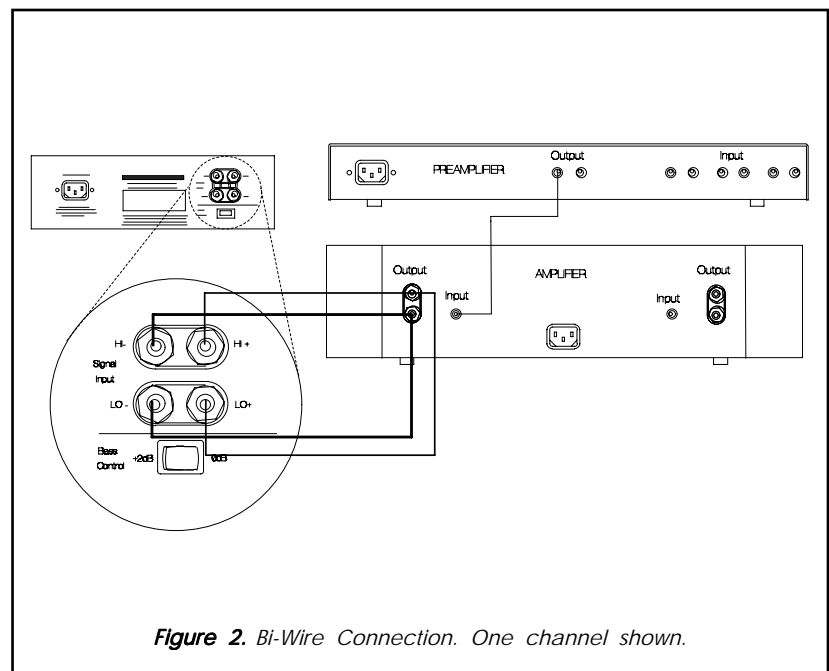 Output
Input
PREAMPLIFIER
Output
AMPLIFIER
Output
Input
Input
HI-
HI +
Signal
Input
LO -
LO+
Bass
Control
+2dB
0dB
Figure 2. Bi-Wire Connection. One channel shown.